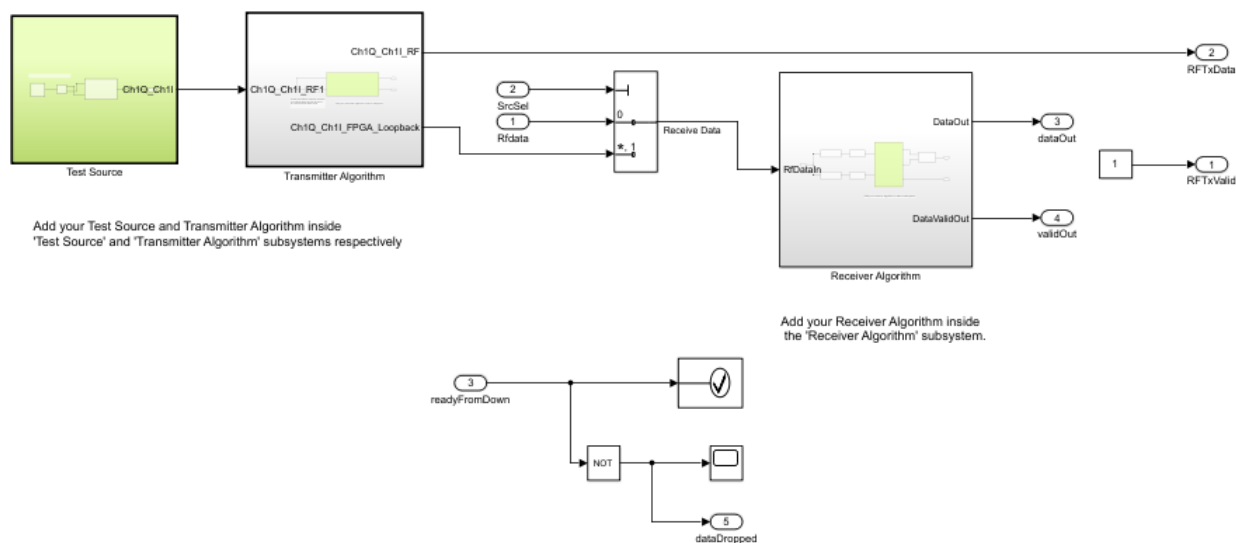 Ch1Q_Ch1I
Test Source
Ch1Q_Ch1I_RF1
Ch1Q_Ch1I_RF
Ch1Q_Ch1I_FPGA_Loopback
Transmitter Algorithm
2
SrcSel
1
Rfdata
0
*, 1
Receive Data
RfDataIn
DataOut
DataValidOut
Receiver Algorithm
2
RFTxData
3
dataOut
1
1
RFTxValid
4
validOut
Add your Test Source and Transmitter Algorithm inside
'Test Source' and 'Transmitter Algorithm' subsystems respectively
Add your Receiver Algorithm inside
the 'Receiver Algorithm' subsystem.
3
readyFromDown
NOT
5
dataDropped